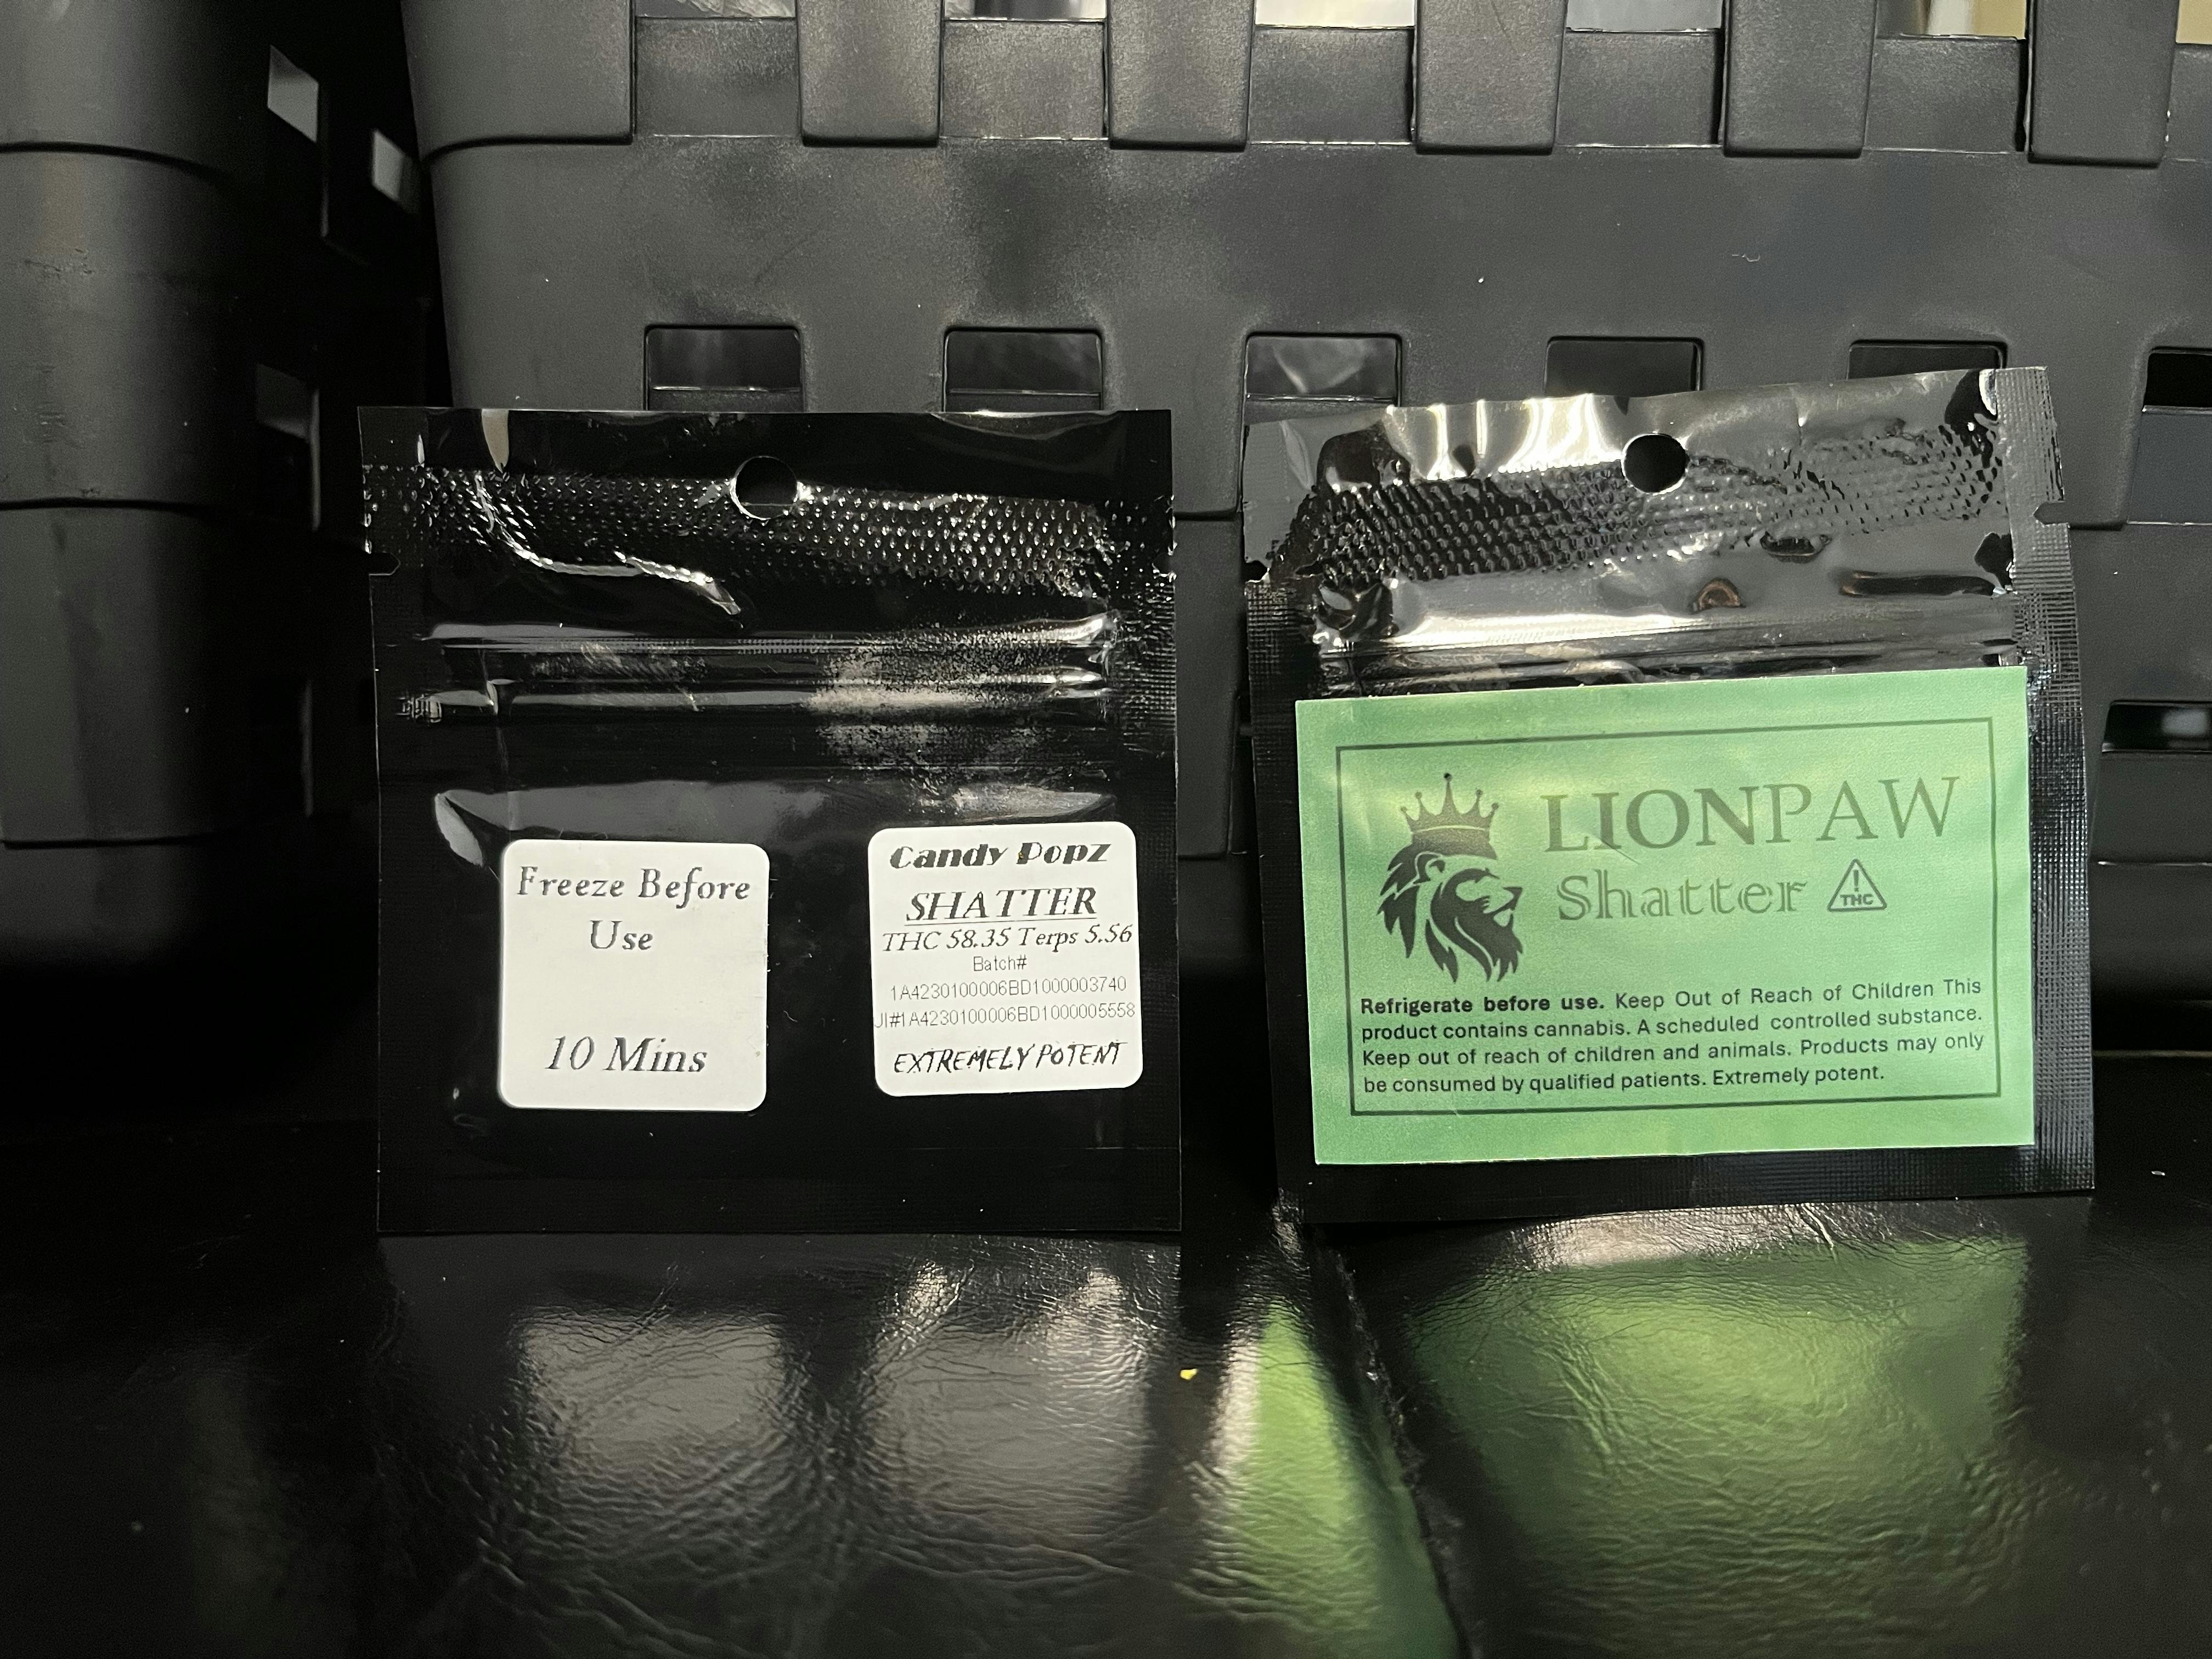 Freeze Before
Use
10 Mins
Candy Popz
SHATTER
THC 58.35 Terps 5.56
Batch#
1A4230100006BD1000003740
UI#1A4230100006BD1000005558
EXTREMELY POTENT
LIONPAW
Shatter
! THC
Refrigerate before use. Keep Out of Reach of Children This
product contains cannabis. A scheduled controlled substance.
Keep out of reach of children and animals. Products may only
be consumed by qualified patients. Extremely potent.